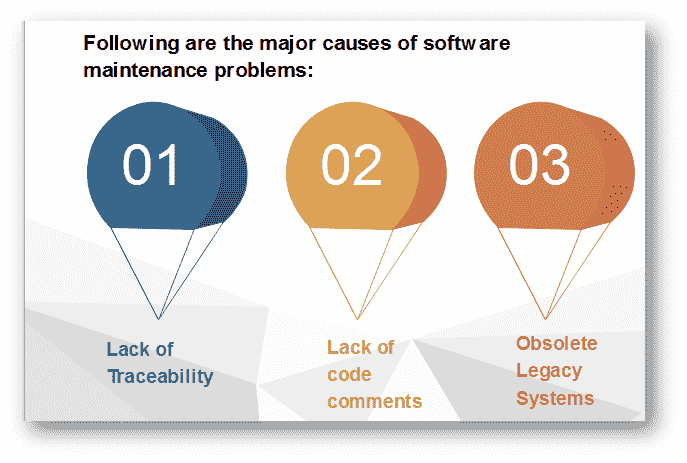 Following are the major causes of software
maintenance problems:
01
02
03
Lack of
Traceability
Lack of
code
comments
Obsolete
Legacy
Systems